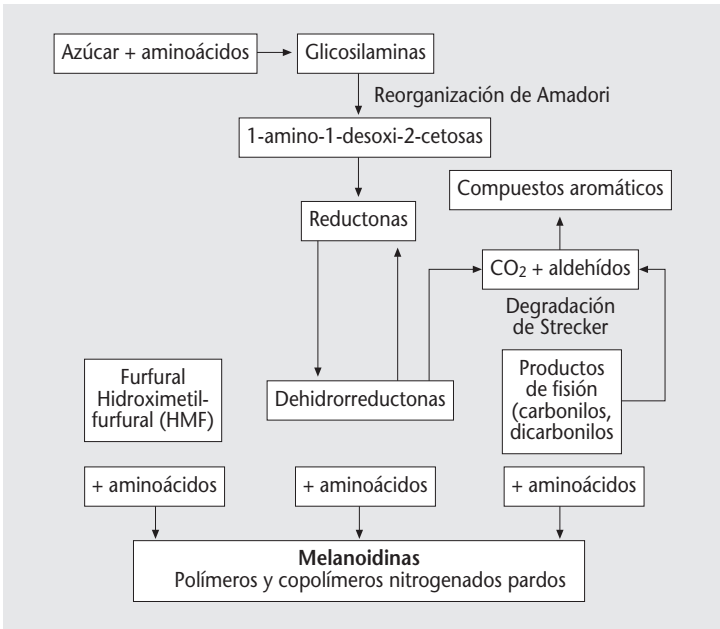 Azúcar + aminoácidos
Glicosilaminas
Reorganización de Amadori
1-amino-1-desoxi-2-cetosas
Compuestos aromáticos
Reductonas
CO2 + aldehídos
Degradación
de Strecker
Furfural
Hidroximetil-
furfural (HMF)
Dehidrorreductonas
Productos
de fisión
(carbonilos,
dicarbonilos
+ aminoácidos
+ aminoácidos
+ aminoácidos
Melanoidinas
Polímeros y copolímeros nitrogenados pardos